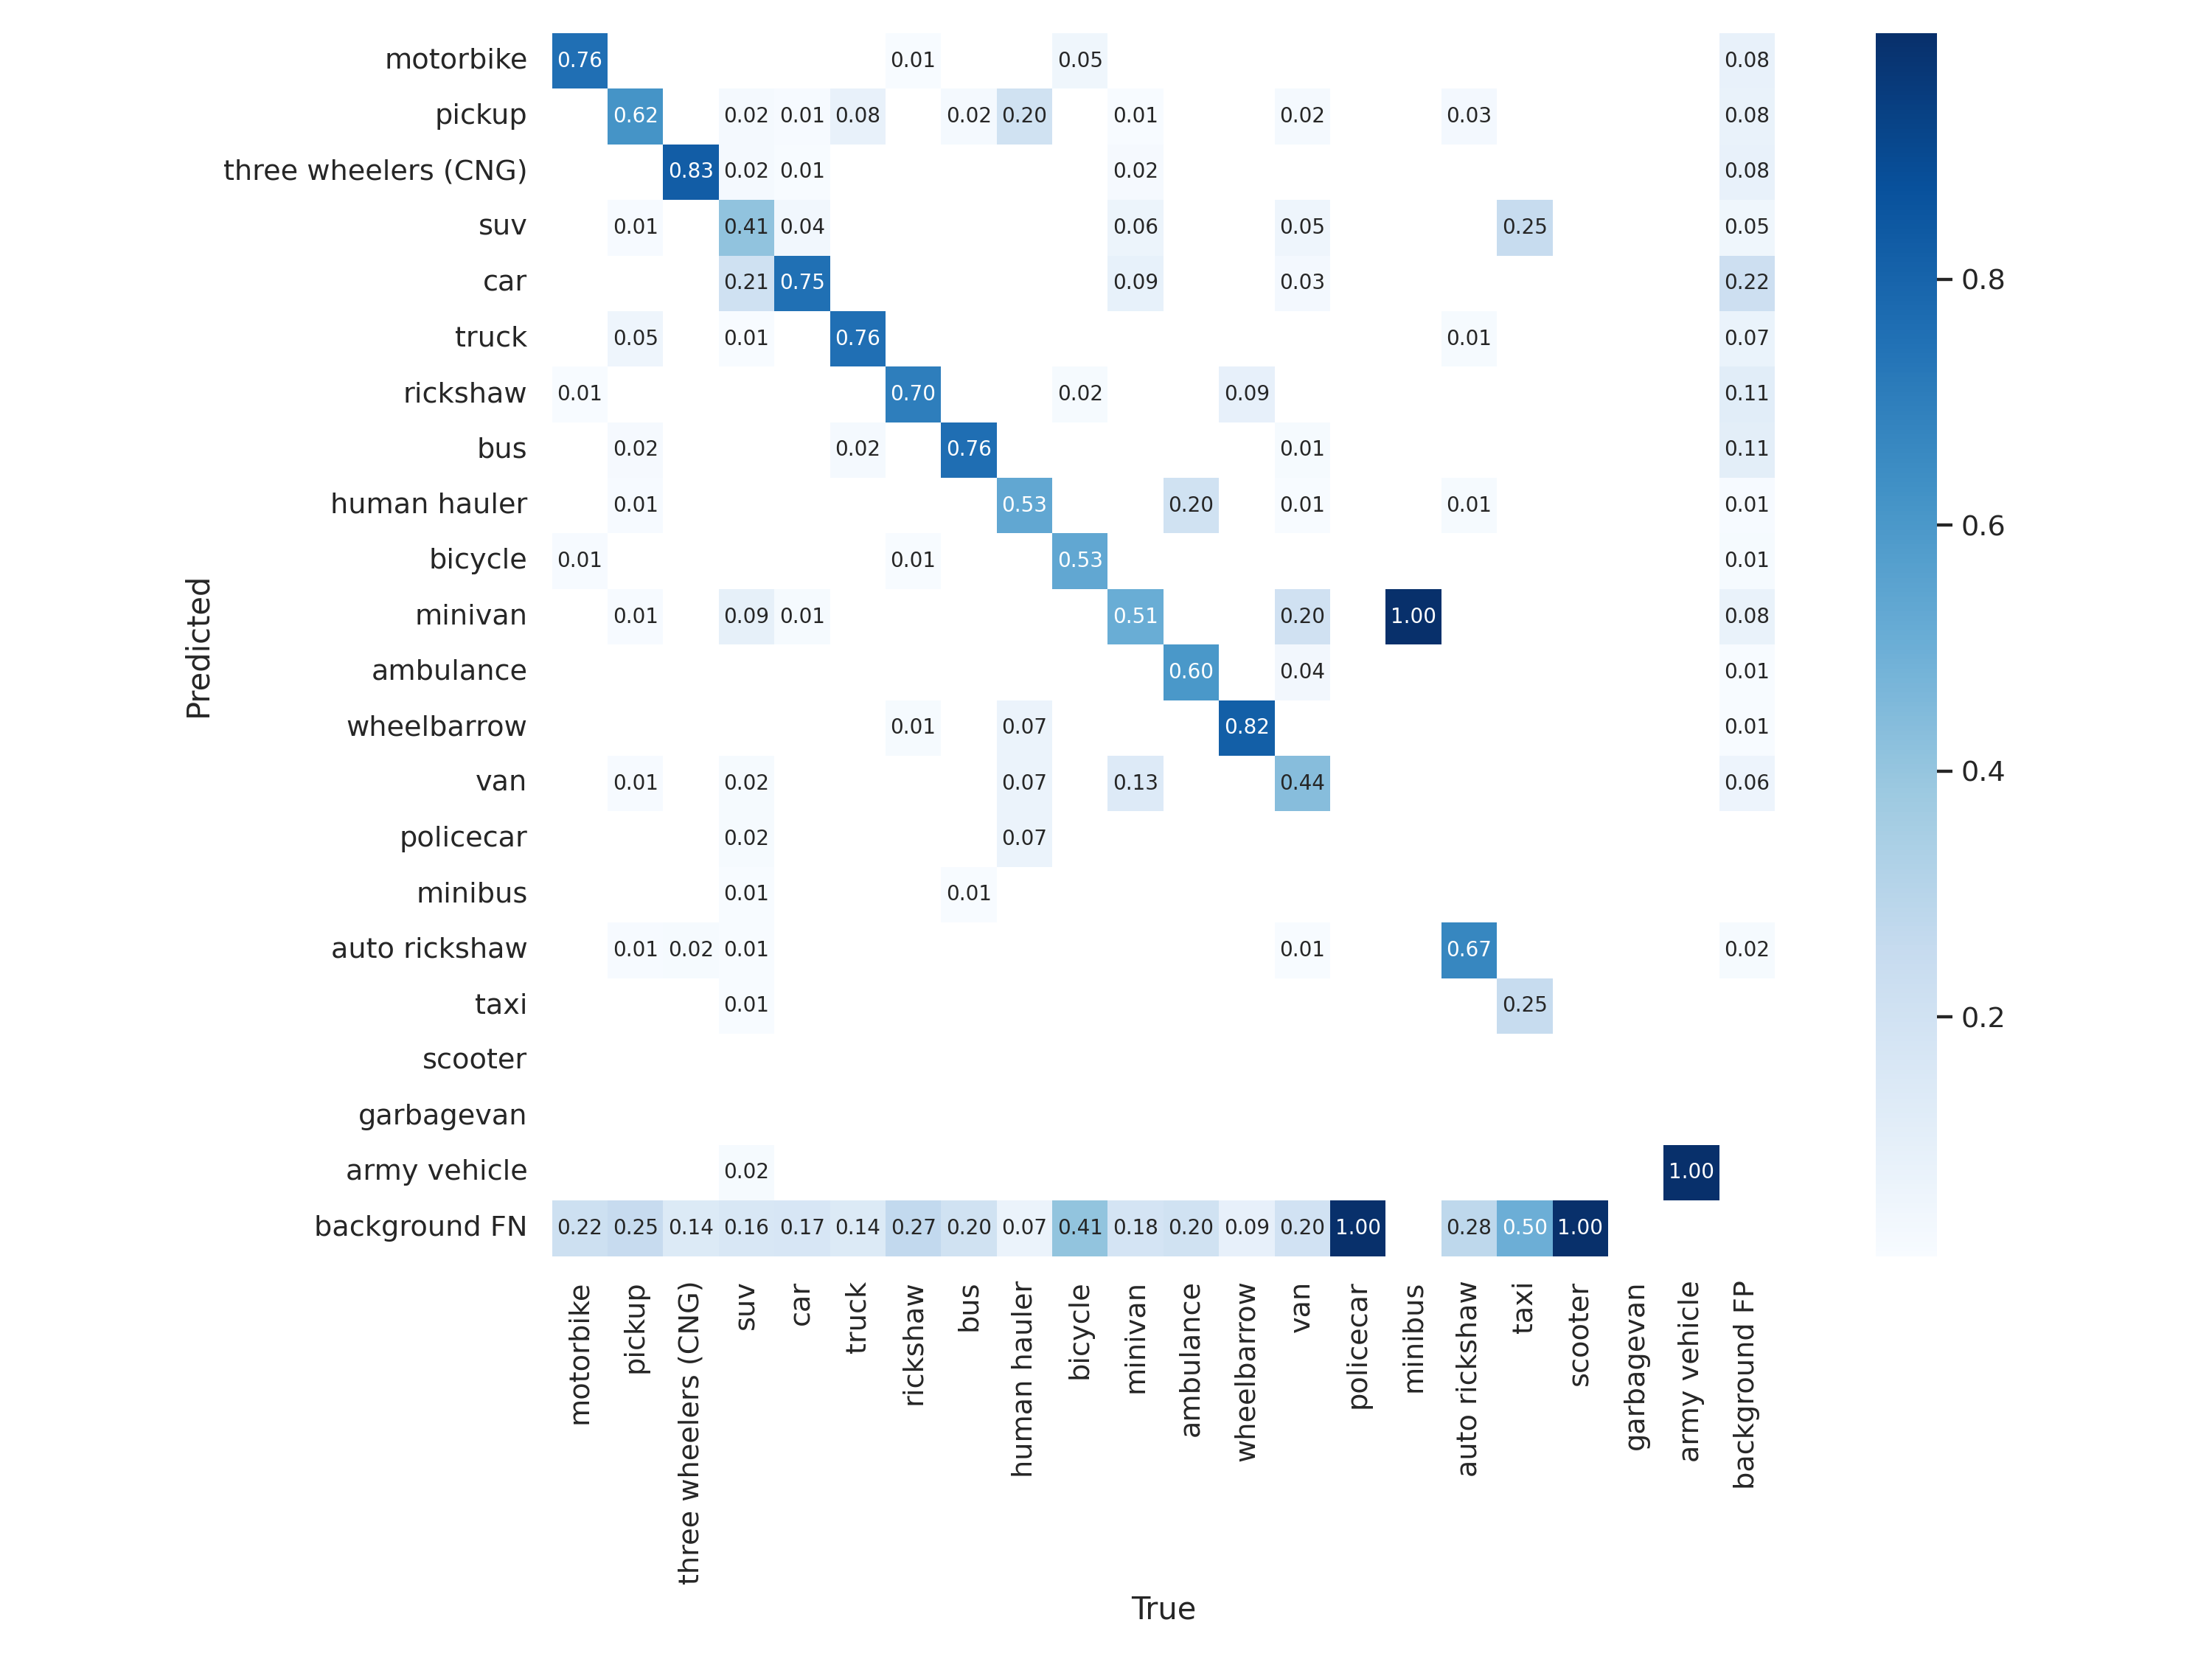 motorbike 0.76 0.01 0.05 0.08
pickup 0.62 0.02 0.01 0.08 0.02 0.20 0.01 0.02 0.03 0.08
three wheelers (CNG) 0.83 0.02 0.01 0.02 0.08
suv 0.01 0.41 0.04 0.06 0.05 0.25 0.05
car 0.21 0.75 0.09 0.03 0.22
0.8
truck 0.05 0.01 0.76 0.01 0.07
rickshaw 0.01 0.70 0.02 0.09 0.11
bus 0.02 0.02 0.76 0.01 0.11
human hauler 0.01 0.53 0.20 0.01 0.01 0.01
0.6
bicycle 0.01 0.01 0.53 0.01
minivan 0.01 0.09 0.01 0.51 0.20 1.00 0.08
Predicted
ambulance 0.60 0.04 0.01
wheelbarrow 0.01 0.07 0.82 0.01
0.4
van 0.01 0.02 0.07 0.13 0.44 0.06
policecar 0.02 0.07
minibus 0.01 0.01
auto rickshaw 0.01 0.02 0.01 0.01 0.67 0.02
taxi 0.01 0.25
0.2
scooter
garbagevan
army vehicle 0.02 1.00
background FN 0.22 0.25 0.14 0.16 0.17 0.14 0.27 0.20 0.07 0.41 0.18 0.20 0.09 0.20 1.00 0.28 0.50 1.00
motorbike
pickup
three wheelers (CNG)
suv
car
truck
rickshaw
bus
human hauler
bicycle
minivan
ambulance
wheelbarrow
van
policecar
minibus
auto rickshaw
taxi
scooter
garbagevan
army vehicle
background FP
True